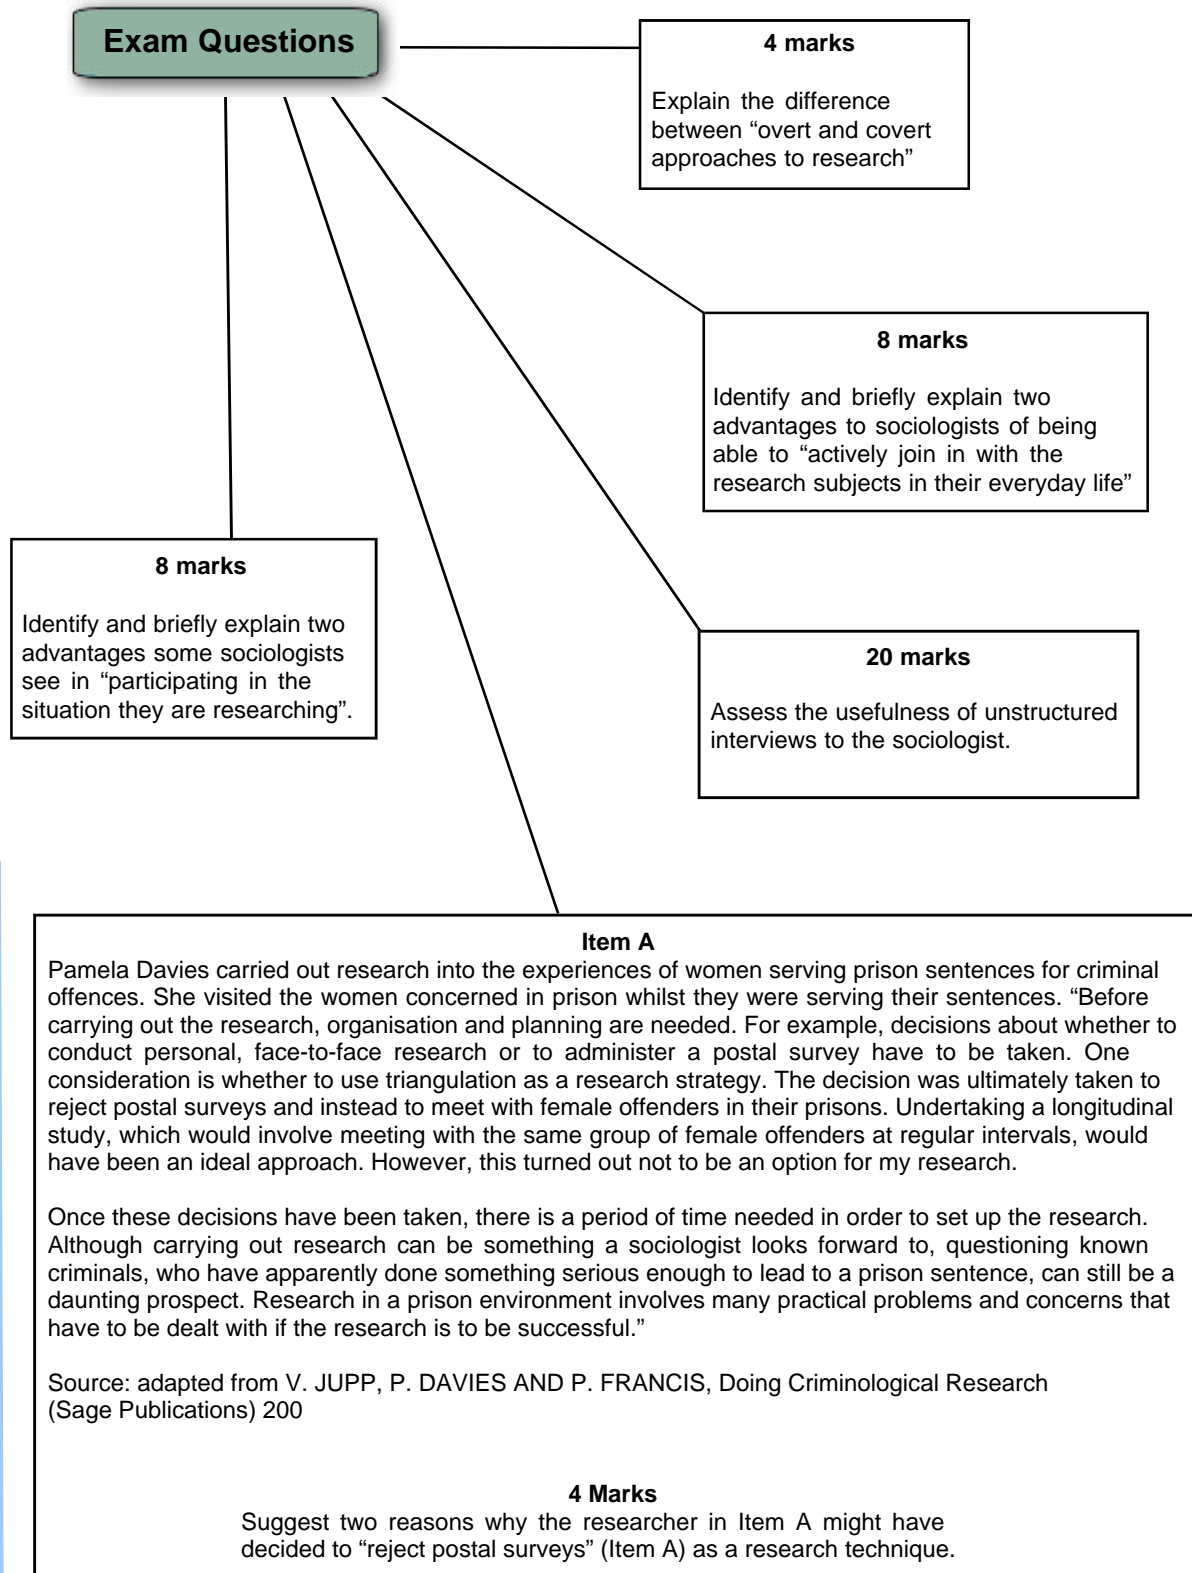 Exam Questions
4 marks
Explain the difference
between “overt and covert
approaches to research”
8 marks
Identify and briefly explain two
advantages to sociologists of being
able to “actively join in with the
research subjects in their everyday life”
8 marks
Identify and briefly explain two
advantages some sociologists
see in “participating in the
situation they are researching”.
20 marks
Assess the usefulness of unstructured
interviews to the sociologist.
Item A
Pamela Davies carried out research into the experiences of women serving prison sentences for criminal
offences. She visited the women concerned in prison whilst they were serving their sentences. “Before
carrying out the research, organisation and planning are needed. For example, decisions about whether to
conduct personal, face-to-face research or to administer a postal survey have to be taken. One
consideration is whether to use triangulation as a research strategy. The decision was ultimately taken to
reject postal surveys and instead to meet with female offenders in their prisons. Undertaking a longitudinal
study, which would involve meeting with the same group of female offenders at regular intervals, would
have been an ideal approach. However, this turned out not to be an option for my research.
Once these decisions have been taken, there is a period of time needed in order to set up the research.
Although carrying out research can be something a sociologist looks forward to, questioning known
criminals, who have apparently done something serious enough to lead to a prison sentence, can still be a
daunting prospect. Research in a prison environment involves many practical problems and concerns that
have to be dealt with if the research is to be successful.”
Source: adapted from V. JUPP, P. DAVIES AND P. FRANCIS, Doing Criminological Research
(Sage Publications) 200
4 Marks
Suggest two reasons why the researcher in Item A might have
decided to “reject postal surveys” (Item A) as a research technique.